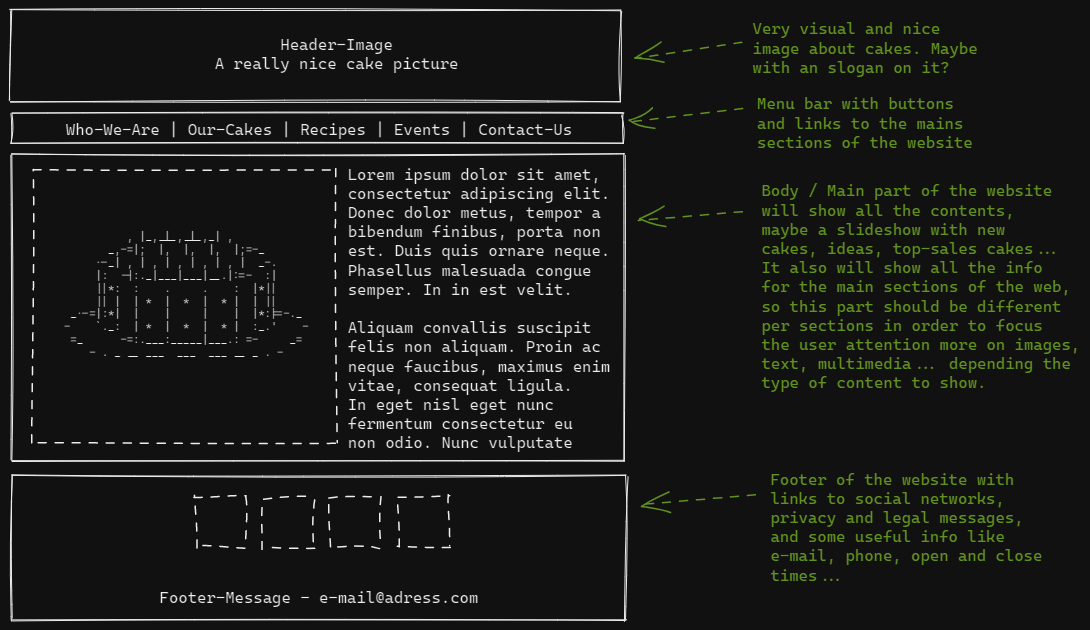 Header-Image
A really nice cake picture
Very visual and nice
image about cakes. Maybe
with an slogan on it?
Who-We-Are | Our-Cakes | Recipes | Events | Contact-Us
Menu bar with buttons
and links to the mains
sections of the website
Lorem ipsum dolor sit amet,
consectetur adipiscing elit.
Donec dolor metus, tempor a
bibendum finibus, porta non
est. Duis quis ornare neque.
Phasellus malesuada congue
semper. In in est velit.
Aliquam convallis suscipit
felis non aliquam. Proin ac
neque faucibus, maximus enim
vitae, consequat ligula.
In eget nisl eget nunc
fermentum consectetur eu
non odio. Nunc vulputate
Body / Main part of the website
will show all the contents,
maybe a slideshow with new
cakes, ideas, top-sales cakes...
It also will show all the info
for the main sections of the web,
so this part should be different
per sections in order to focus
the user attention more on images,
text, multimedia... depending the
type of content to show.
Footer-Message - e-mail@adress.com
Footer of the website with
links to social networks,
privacy and legal messages,
and some useful info like
e-mail, phone, open and close
times...